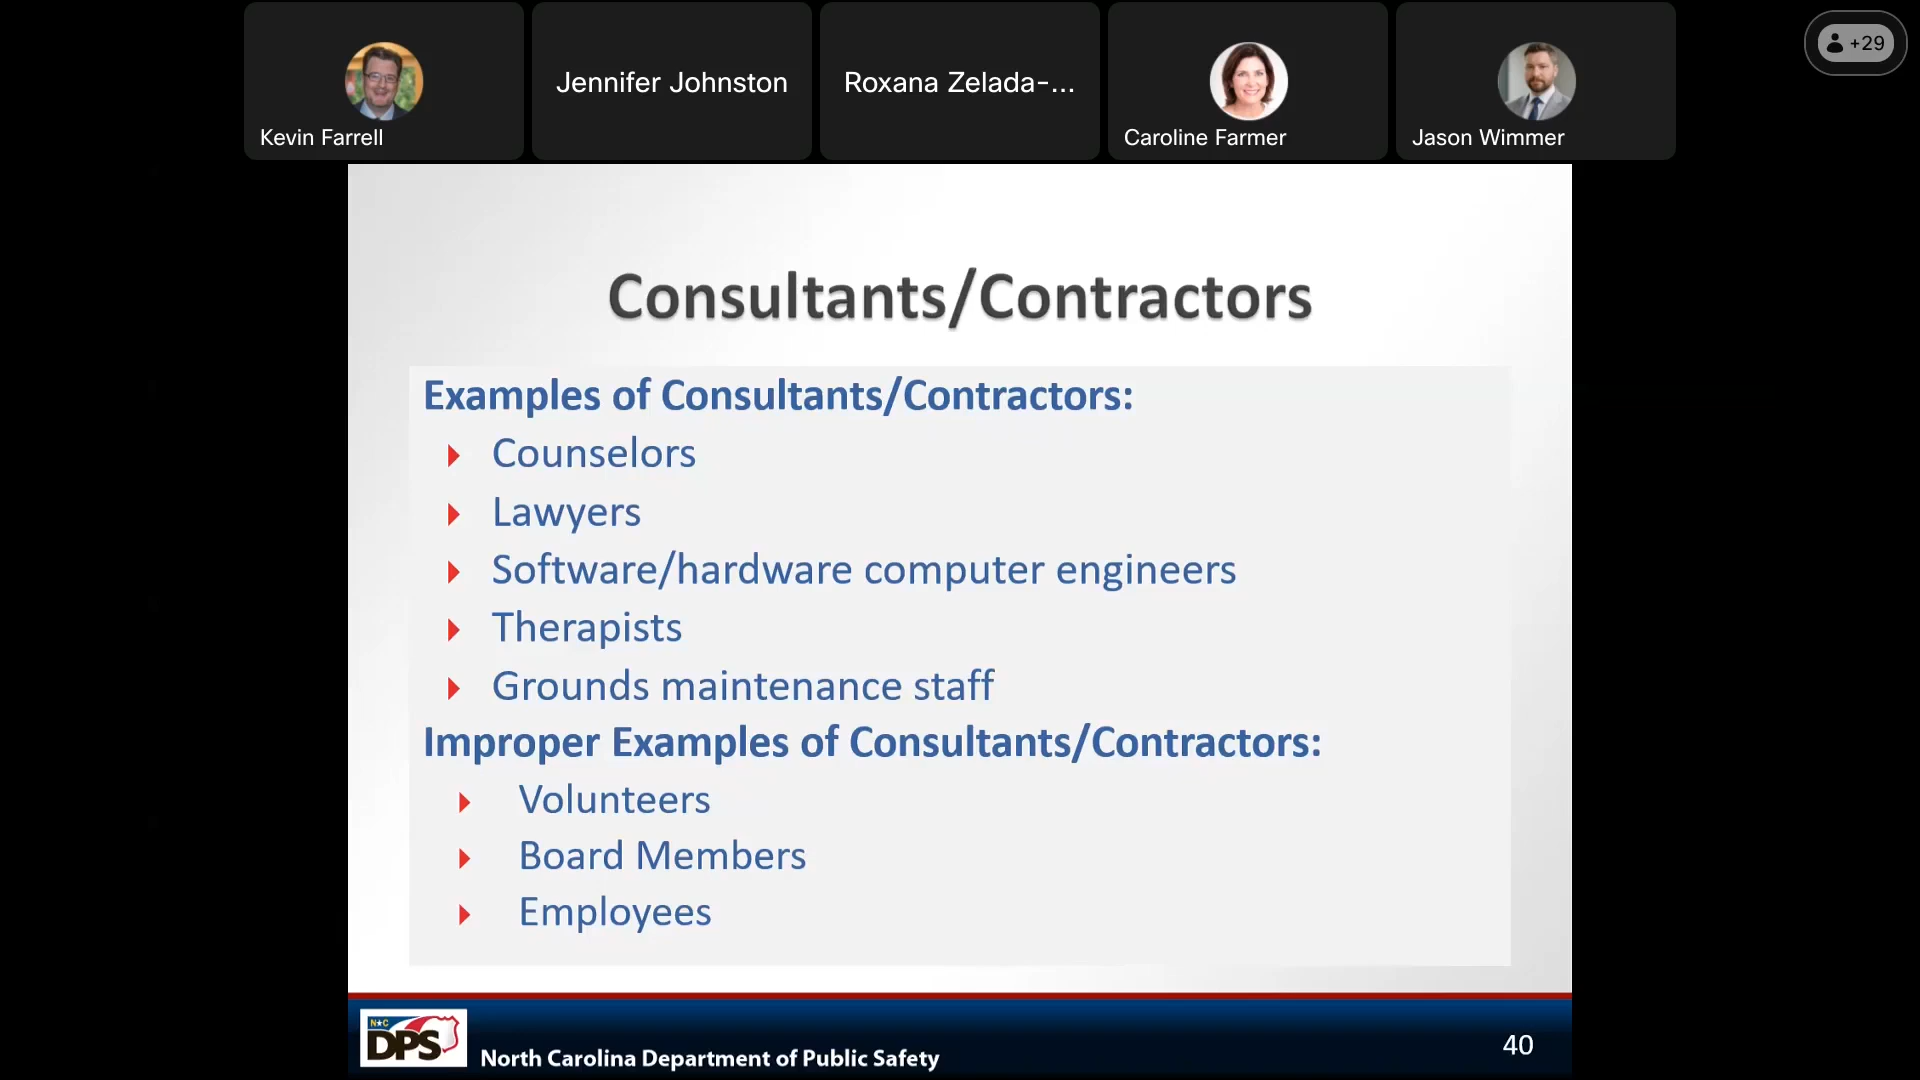 Kevin Farrell
Jennifer Johnston
Roxana Zelada-...
Caroline Farmer
Jason Wimmer
+29
Consultants/Contractors
Examples of Consultants/Contractors:
Counselors
Lawyers
Software/hardware computer engineers
Therapists
Grounds maintenance staff
Improper Examples of Consultants/Contractors:
Volunteers
Board Members
Employees
N★C
DPS
North Carolina Department of Public Safety
40